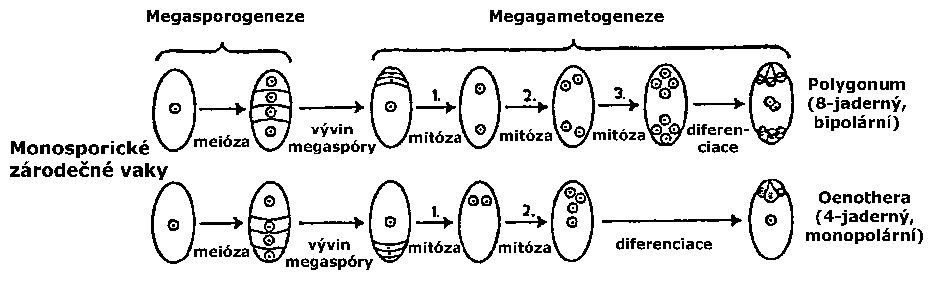 Megasporogeneze
Megagametogeneze
Monosporické
zárodečné vaky
meióza
vývin
megaspóry
1.
mitóza
2.
mitóza
3.
mitóza
diferen-
ciace
Polygonum
(8-jaderný,
bipolární)
meióza
vývin
megaspóry
1.
mitóza
2.
mitóza
diferenciace
Oenothera
(4-jaderný,
monopolární)